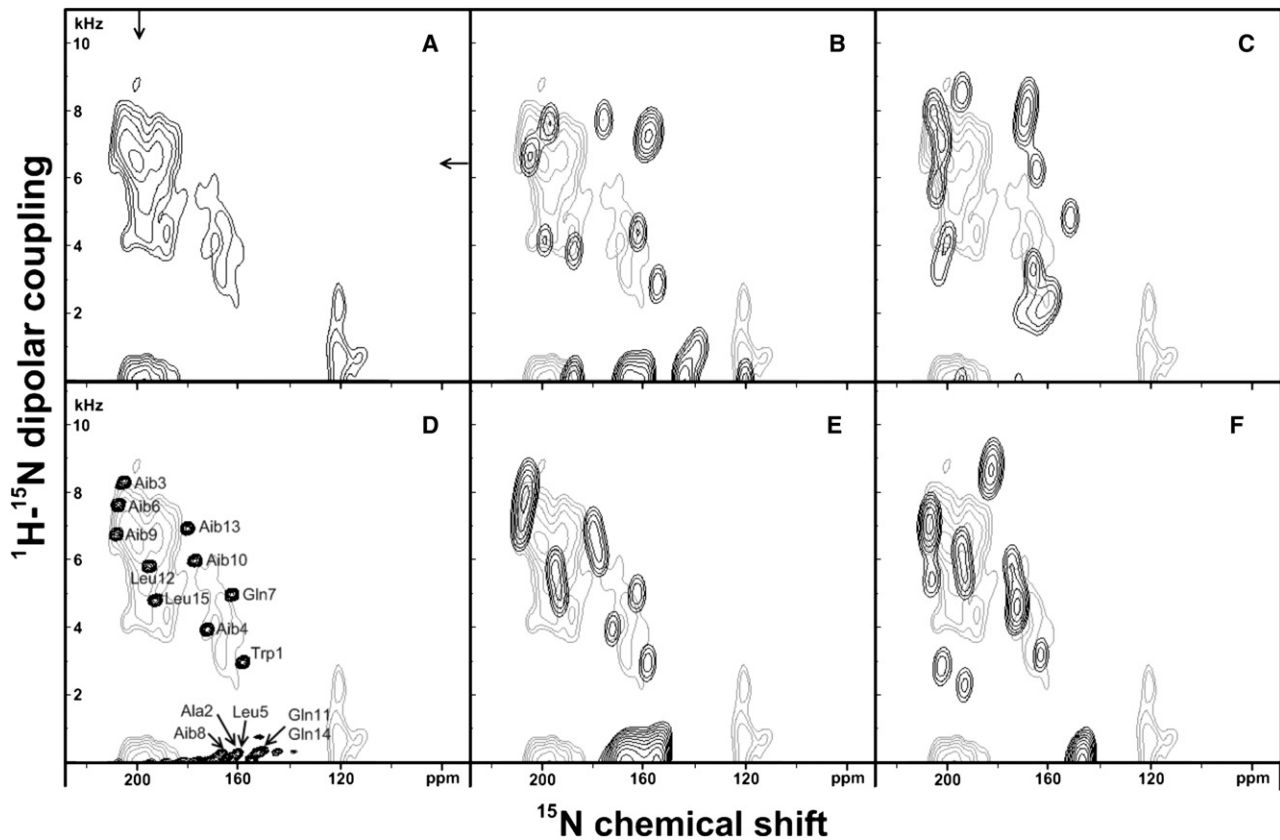 kHz
A
B
C
10
8
6
4
2
kHz
D
E
F
10
8
6
4
2
Aib3
Aib6
Aib9
Aib13
Leu12
Aib10
Leu15
Gln7
Aib4
Trp1
Ala2
Leu5
Gln11
Aib8
Gln14
200
160
120
ppm
200
160
120
ppm
200
160
120
ppm
¹H-¹⁵N dipolar coupling
¹⁵N chemical shift